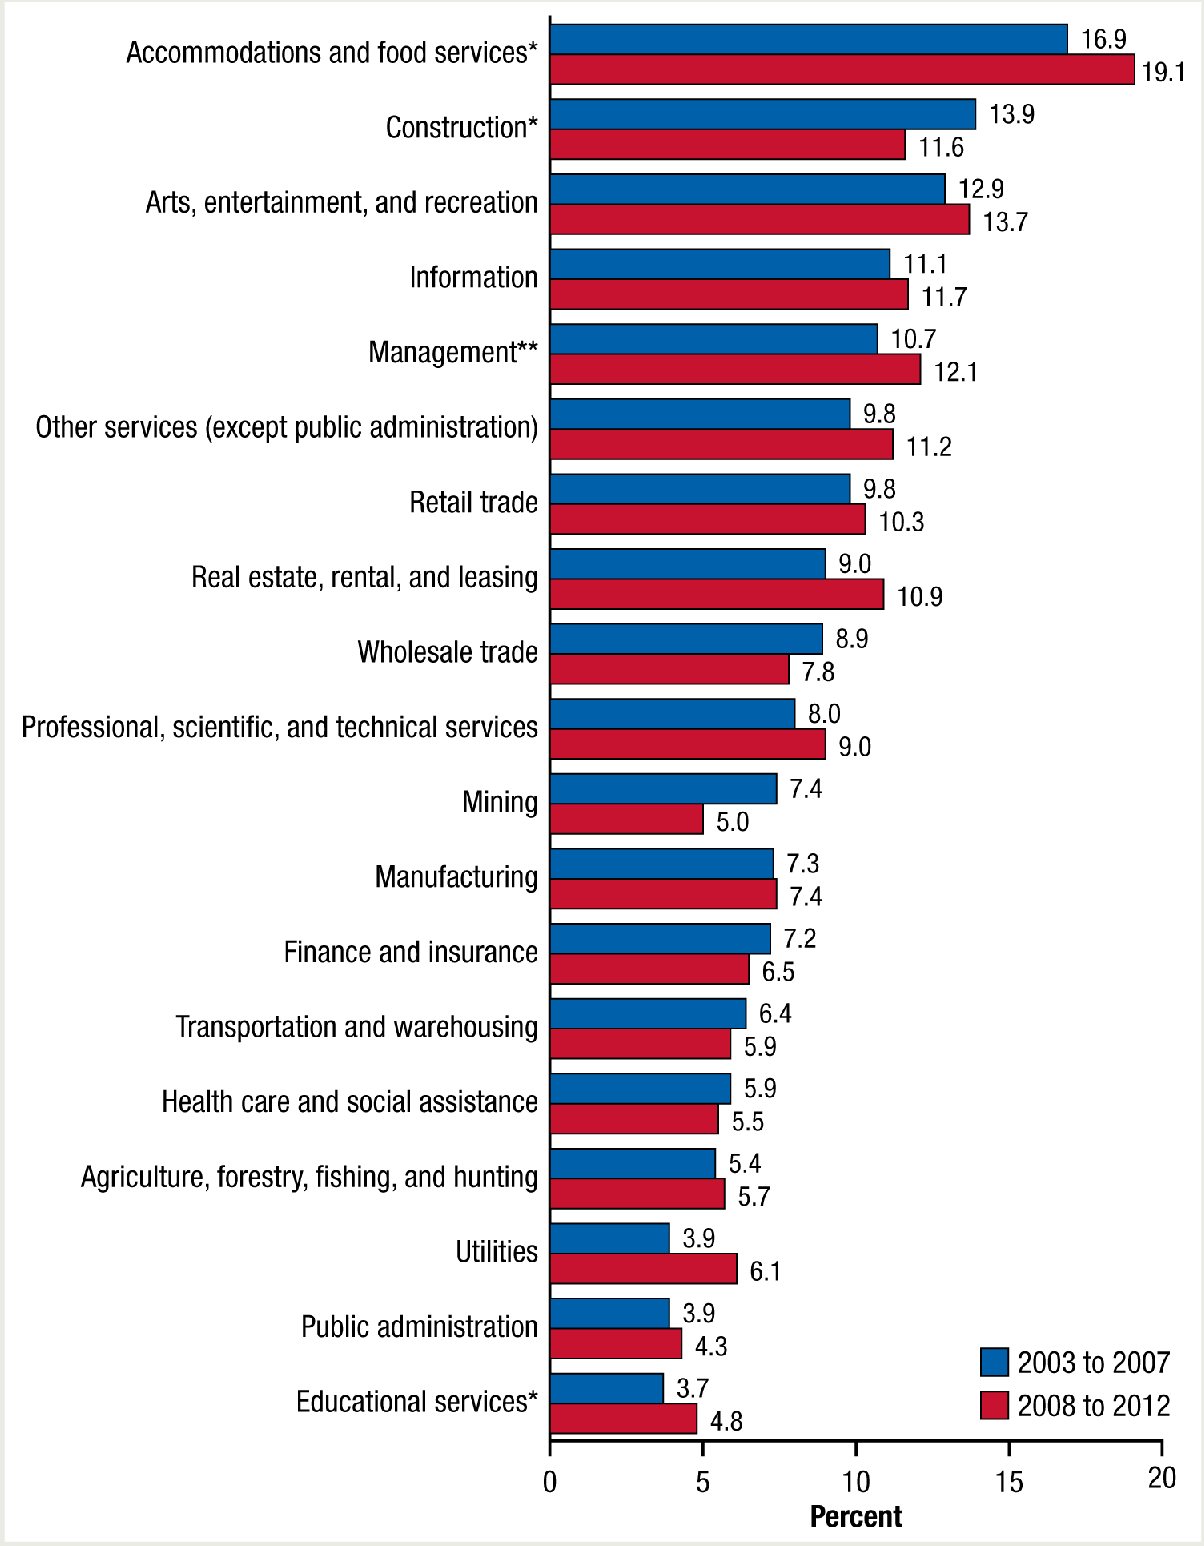 Accommodations and food services*
16.9
19.1
Construction*
13.9
11.6
Arts, entertainment, and recreation
12.9
13.7
Information
11.1
11.7
Management**
10.7
12.1
Other services (except public administration)
9.8
11.2
Retail trade
9.8
10.3
Real estate, rental, and leasing
9.0
10.9
Wholesale trade
8.9
7.8
Professional, scientific, and technical services
8.0
9.0
Mining
7.4
5.0
Manufacturing
7.3
7.4
Finance and insurance
7.2
6.5
Transportation and warehousing
6.4
5.9
Health care and social assistance
5.9
5.5
Agriculture, forestry, fishing, and hunting
5.4
5.7
Utilities
3.9
6.1
Public administration
3.9
4.3
Educational services*
3.7
4.8
2003 to 2007
2008 to 2012
0 5 10 15 20
Percent